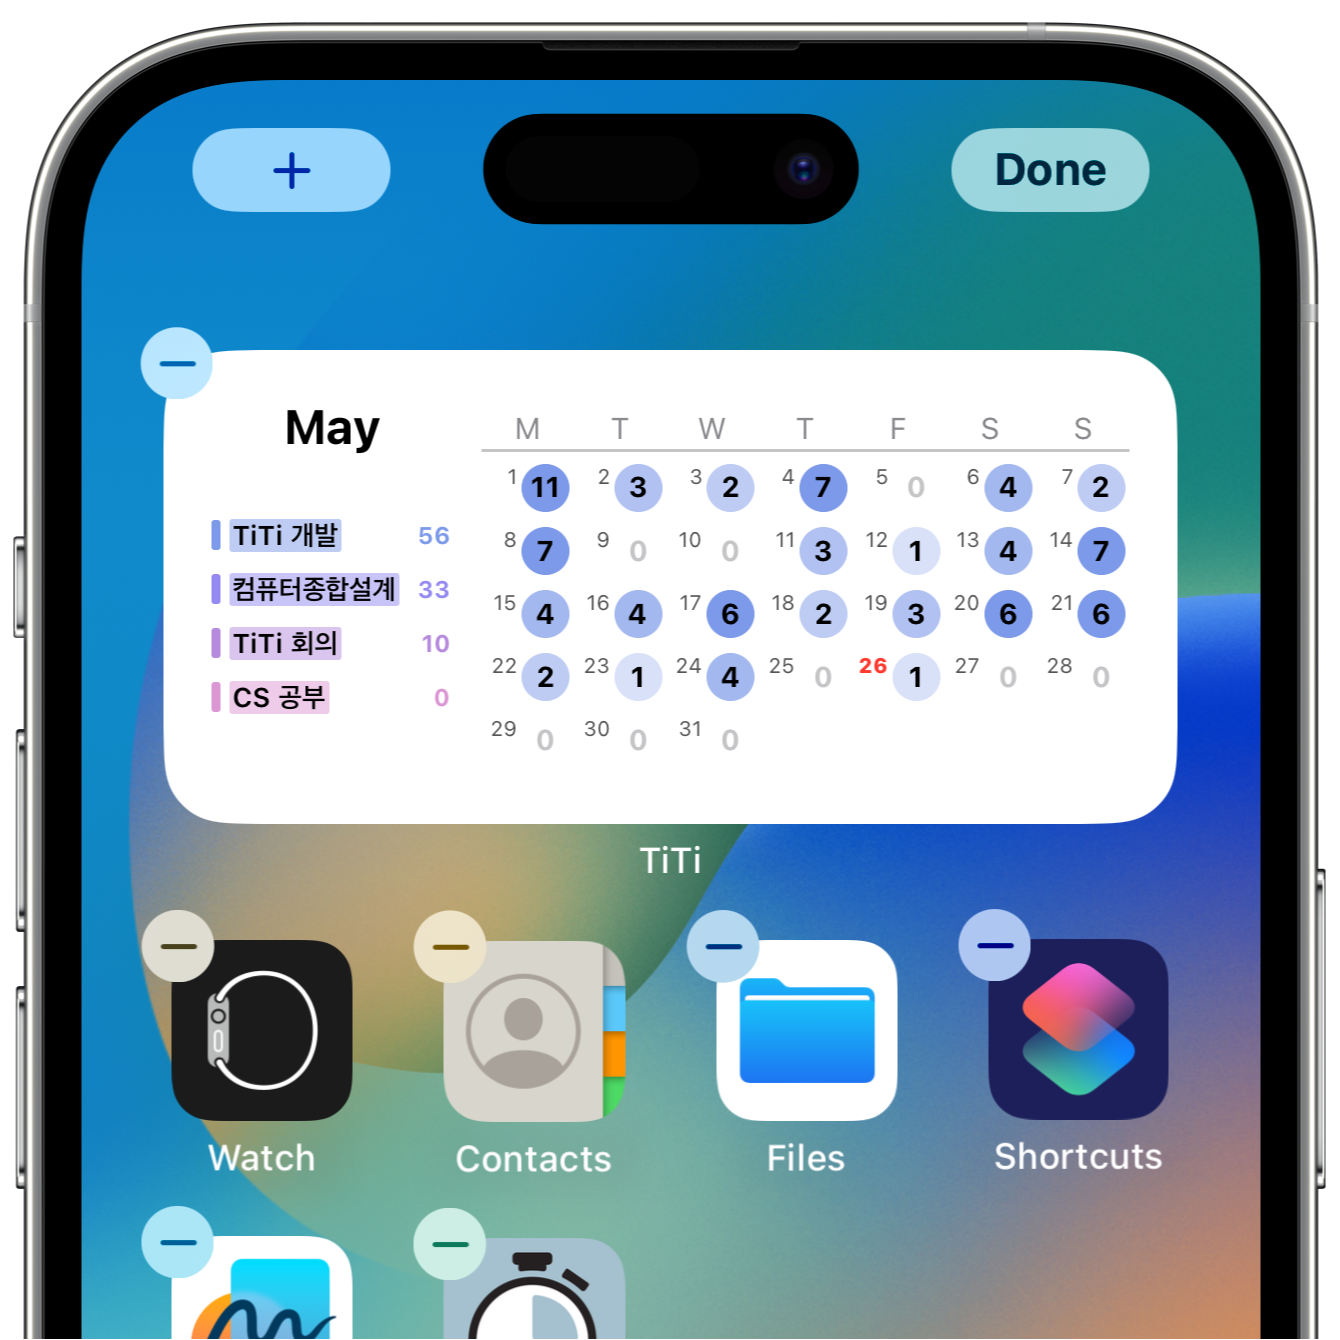 +
Done
May
M T W T F S S
1 11 2 3 3 2 4 7 5 0 6 4 7 2
TiTi 개발 56
8 7 9 0 10 0 11 3 12 1 13 4 14 7
컴퓨터종합설계 33
15 4 16 4 17 6 18 2 19 3 20 6 21 6
TiTi 회의 10
22 2 23 1 24 4 25 0 26 1 27 0 28 0
CS 공부 0
29 0 30 0 31 0
TiTi
Watch Contacts Files Shortcuts